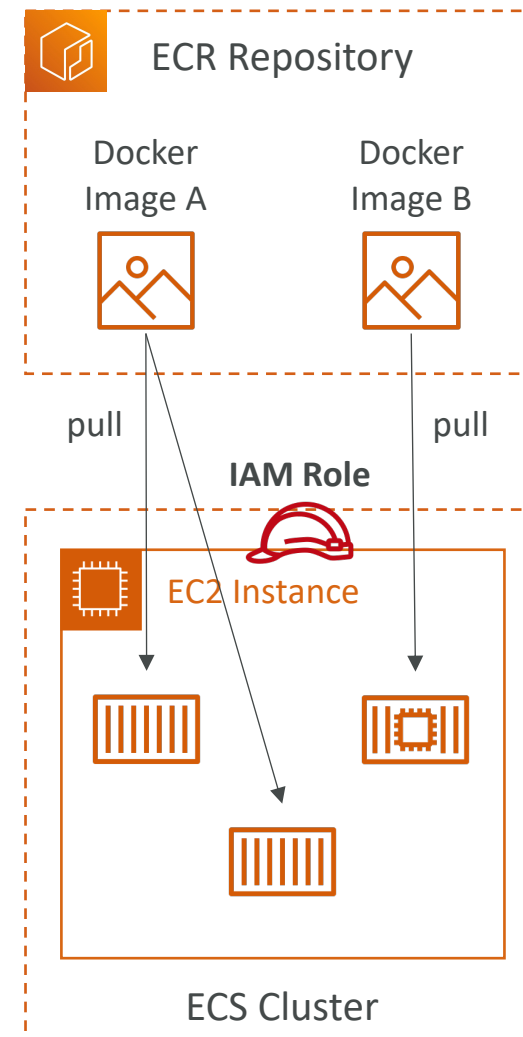 ECR Repository
Docker
Image A
Docker
Image B
pull
pull
IAM Role
EC2 Instance
ECS Cluster